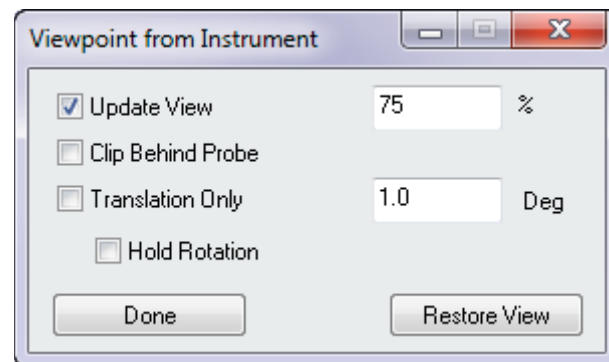 Viewpoint from Instrument
Update View 75 %
Clip Behind Probe
Translation Only 1.0 Deg
Hold Rotation
Done Restore View